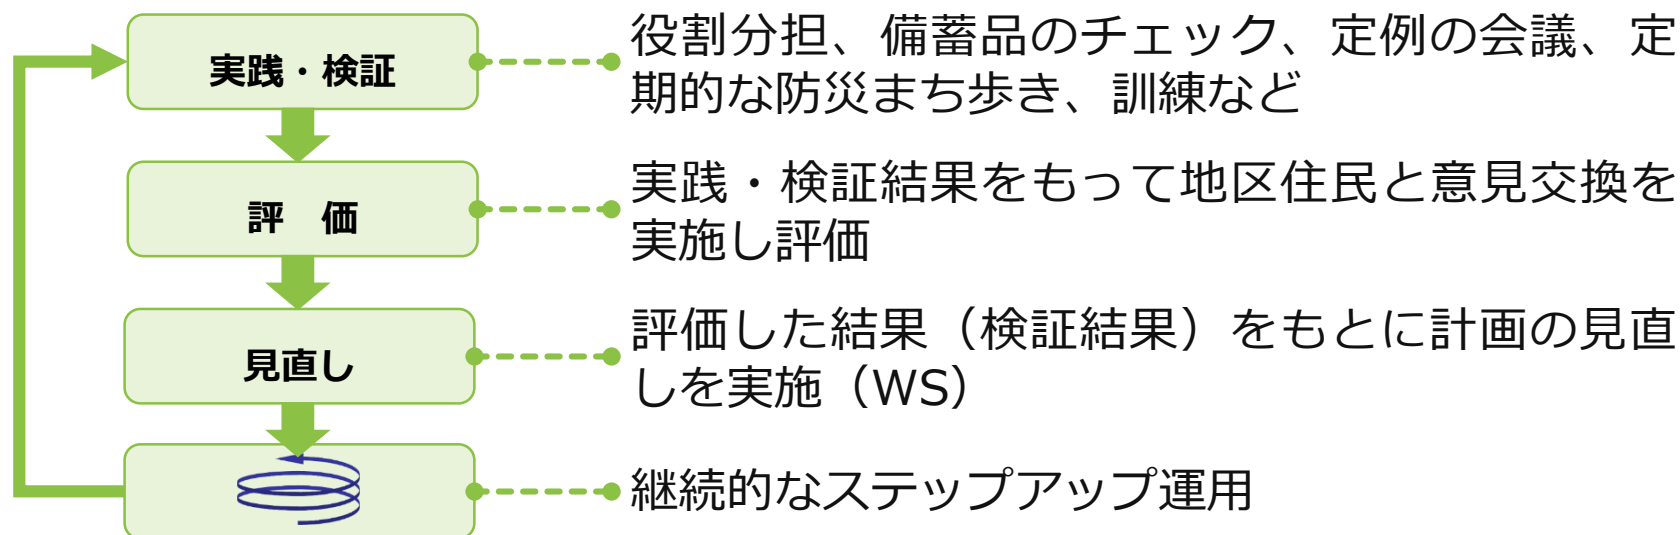 実践・検証
役割分担、備蓄品のチェック、定例の会議、定
期的な防災まち歩き、訓練など
評　価
実践・検証結果をもって地区住民と意見交換を
実施し評価
見直し
評価した結果（検証結果）をもとに計画の見直
しを実施（WS）
継続的なステップアップ運用